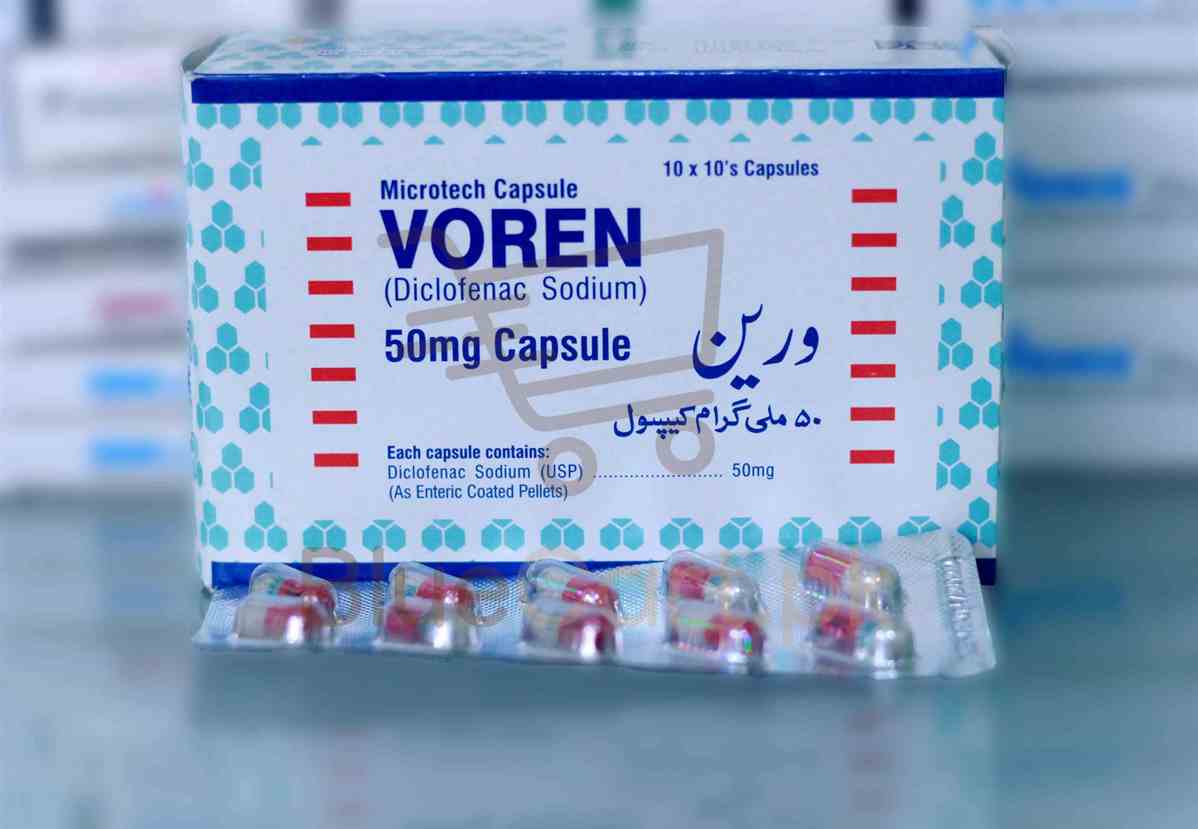 10 x 10's Capsules
Microtech Capsule
VOREN
(Diclofenac Sodium)
50mg Capsule
ورین
۵۰ ملی گرام کیپسول
Each capsule contains:
Diclofenac Sodium (USP) ........................ 50mg
(As Enteric Coated Pellets)